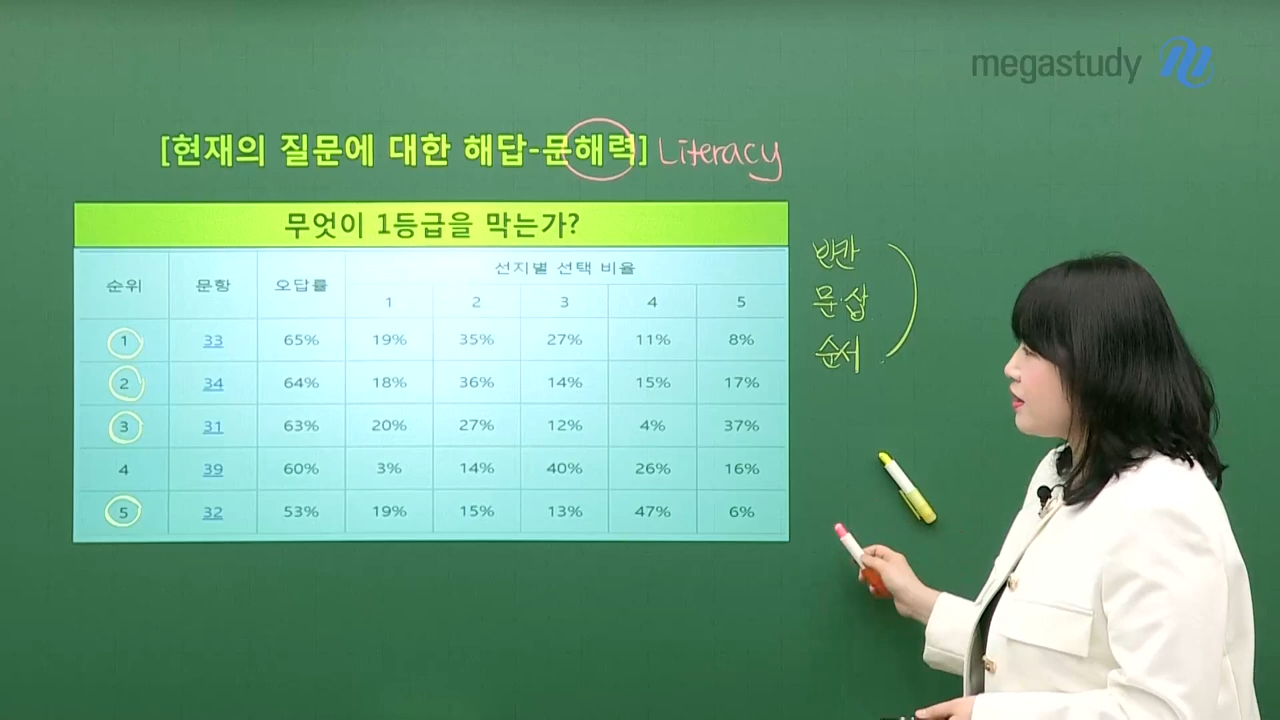 megastudy
[현재의 질문에 대한 해답-문해력] Literacy
무엇이 1등급을 막는가?
순위 문항 오답률 선지별 선택 비율
1 2 3 4 5
1 33 65% 19% 35% 27% 11% 8%
2 34 64% 18% 36% 14% 15% 17%
3 31 63% 20% 27% 12% 4% 37%
4 39 60% 3% 14% 40% 26% 16%
5 32 53% 19% 15% 13% 47% 6%
빈칸
문·삽
순서